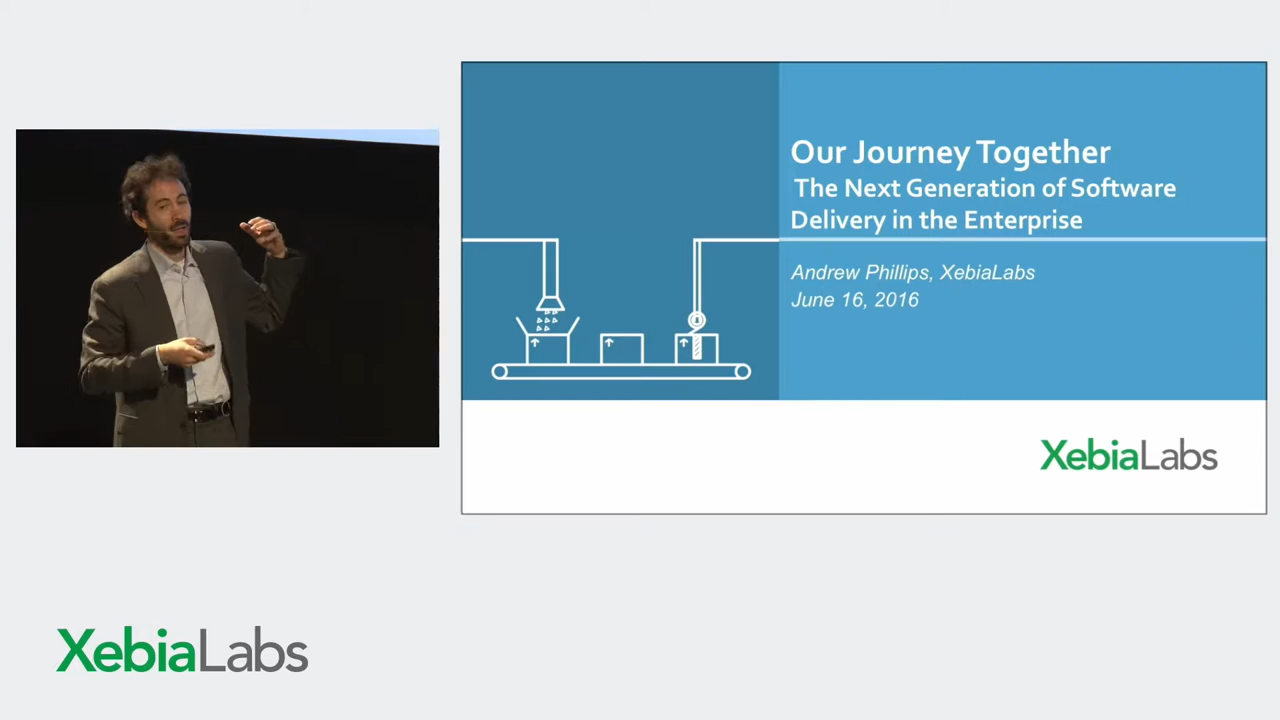 Our Journey Together
The Next Generation of Software
Delivery in the Enterprise
Andrew Phillips, XebiaLabs
June 16, 2016
XebiaLabs
XebiaLabs